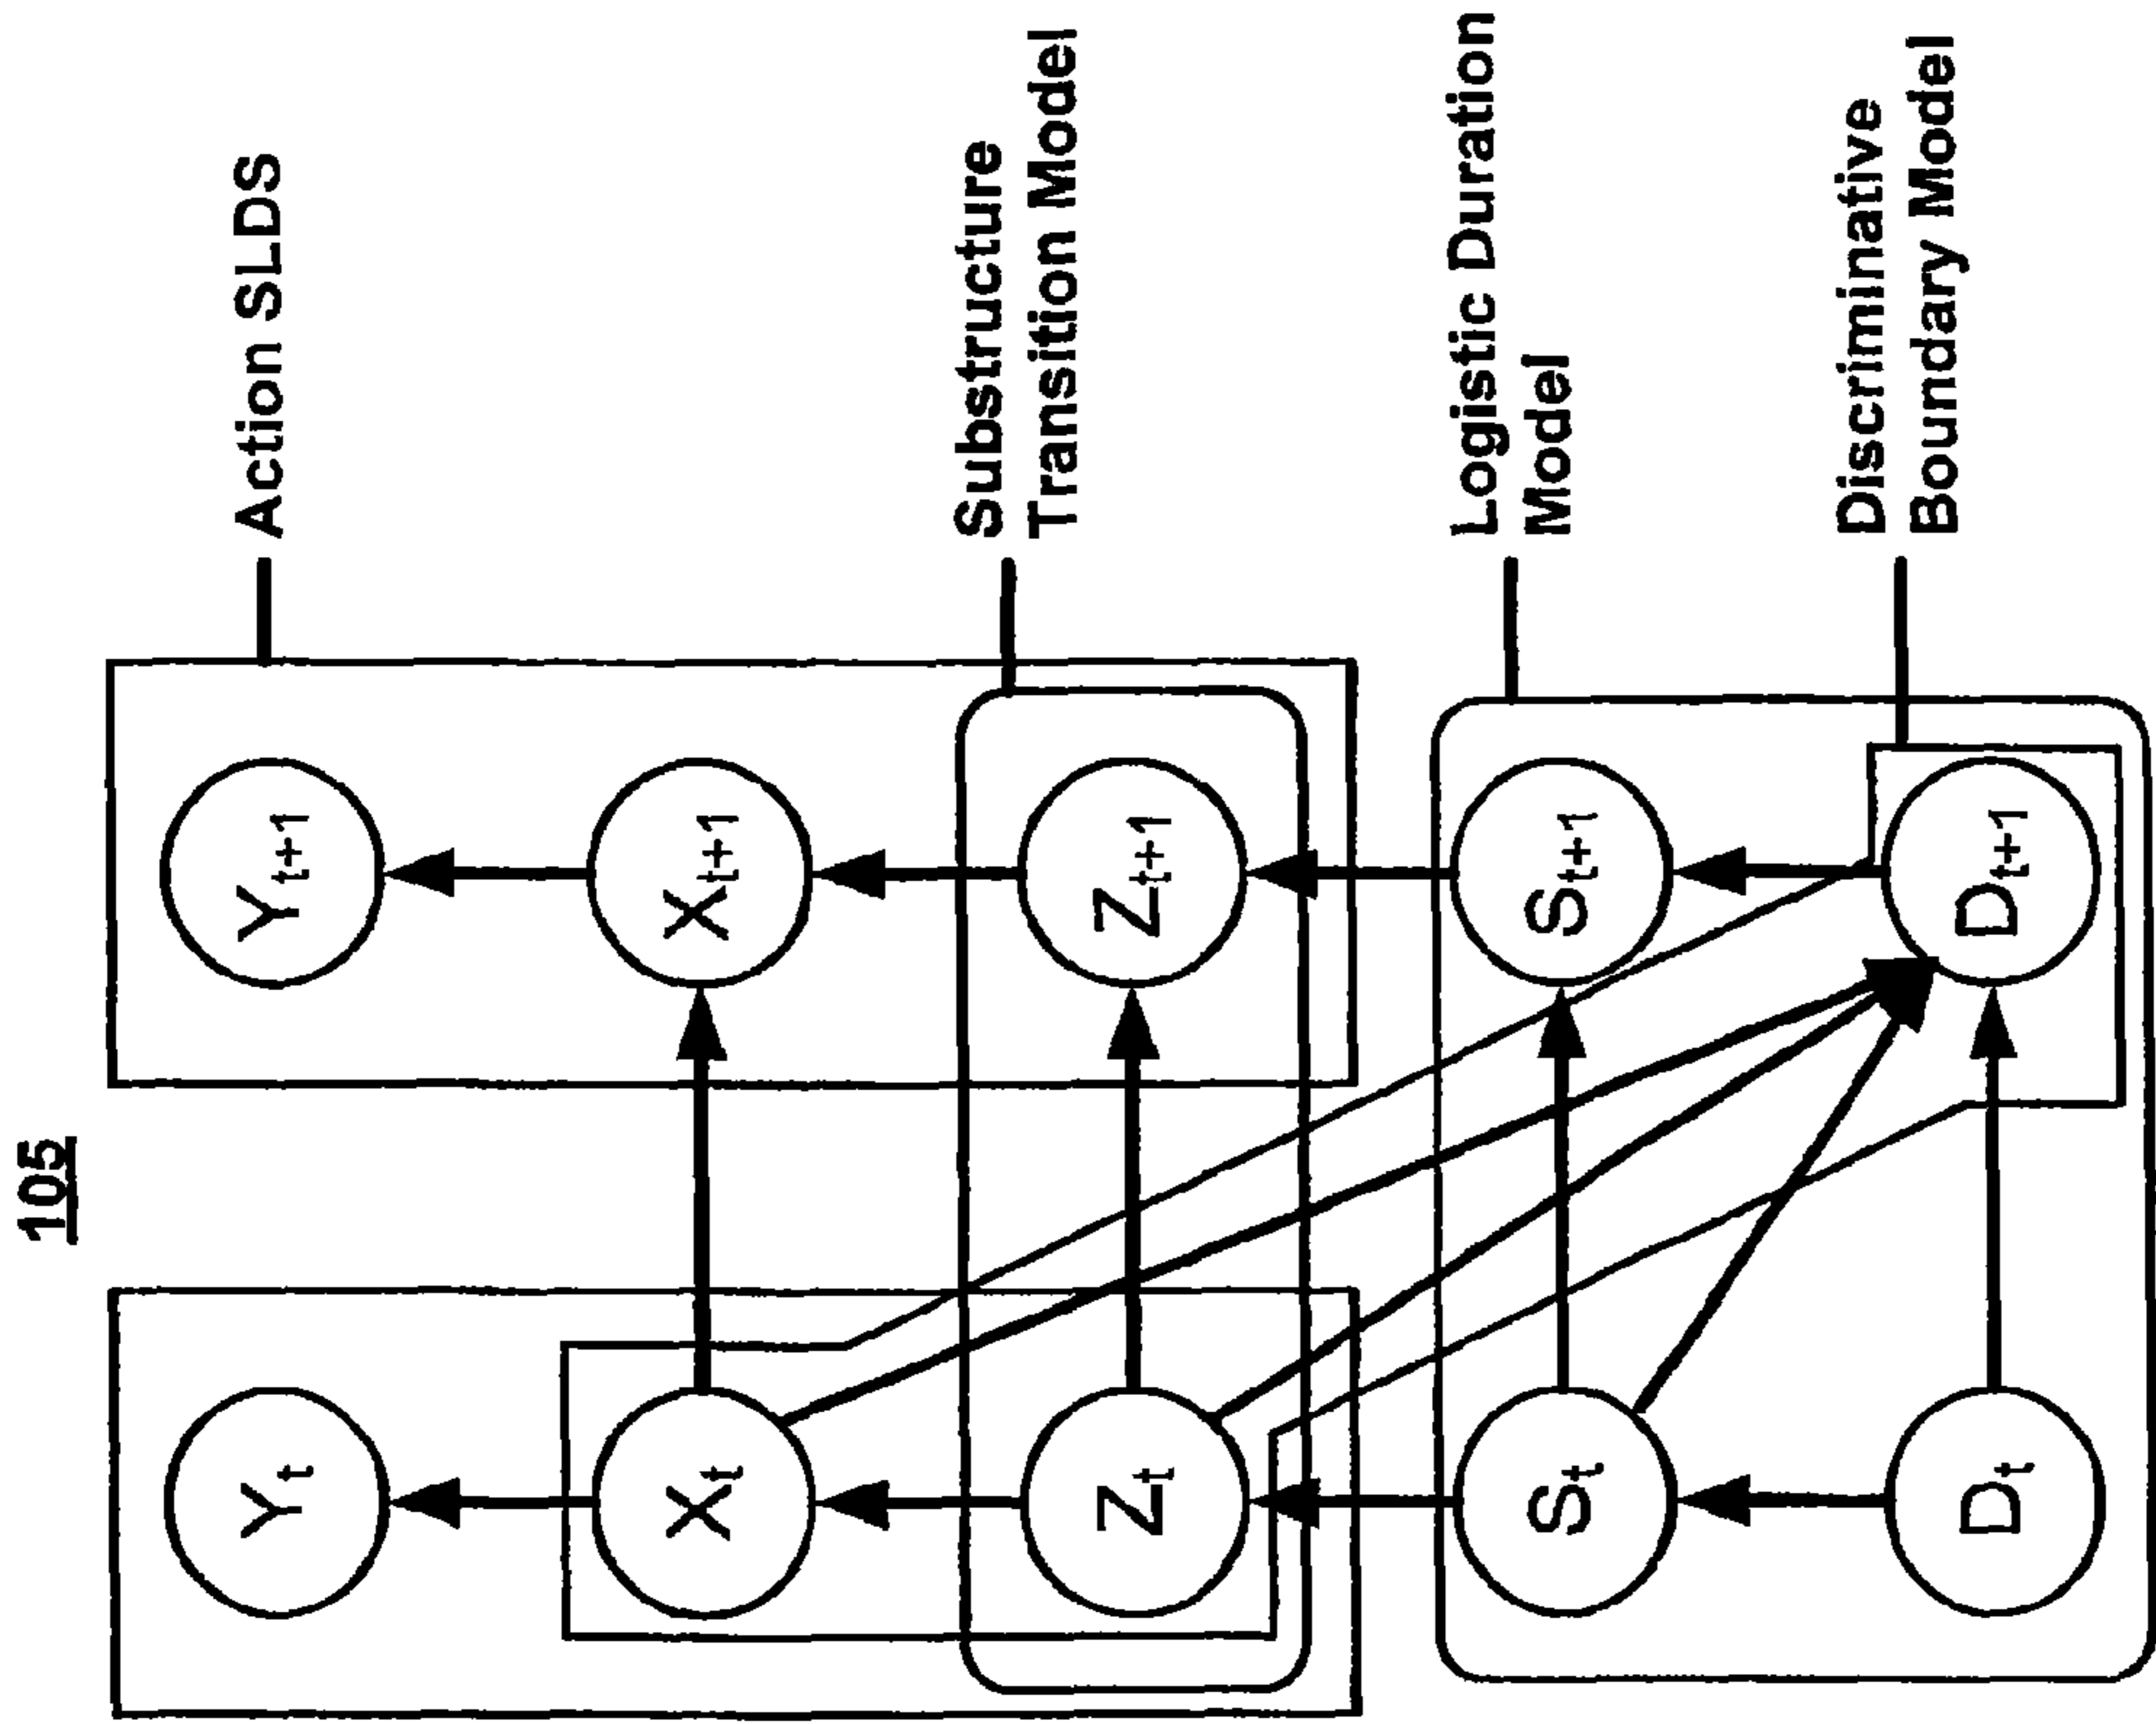 105
Yt
Yt+1
Action SLDS
Xt
Xt+1
Substructure
Transition Model
Zt
Zt+1
Logistic Duration
Model
St
St+1
Discriminative
Boundary Model
Dt
Dt+1